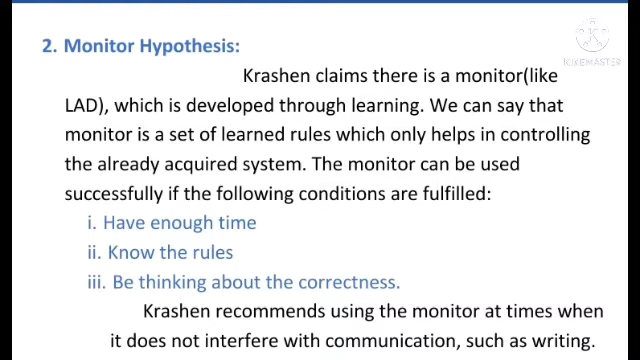 KINEMASTER
2. Monitor Hypothesis:
Krashen claims there is a monitor(like
LAD), which is developed through learning. We can say that
monitor is a set of learned rules which only helps in controlling
the already acquired system. The monitor can be used
successfully if the following conditions are fulfilled:
i. Have enough time
ii. Know the rules
iii. Be thinking about the correctness.
Krashen recommends using the monitor at times when
it does not interfere with communication, such as writing.